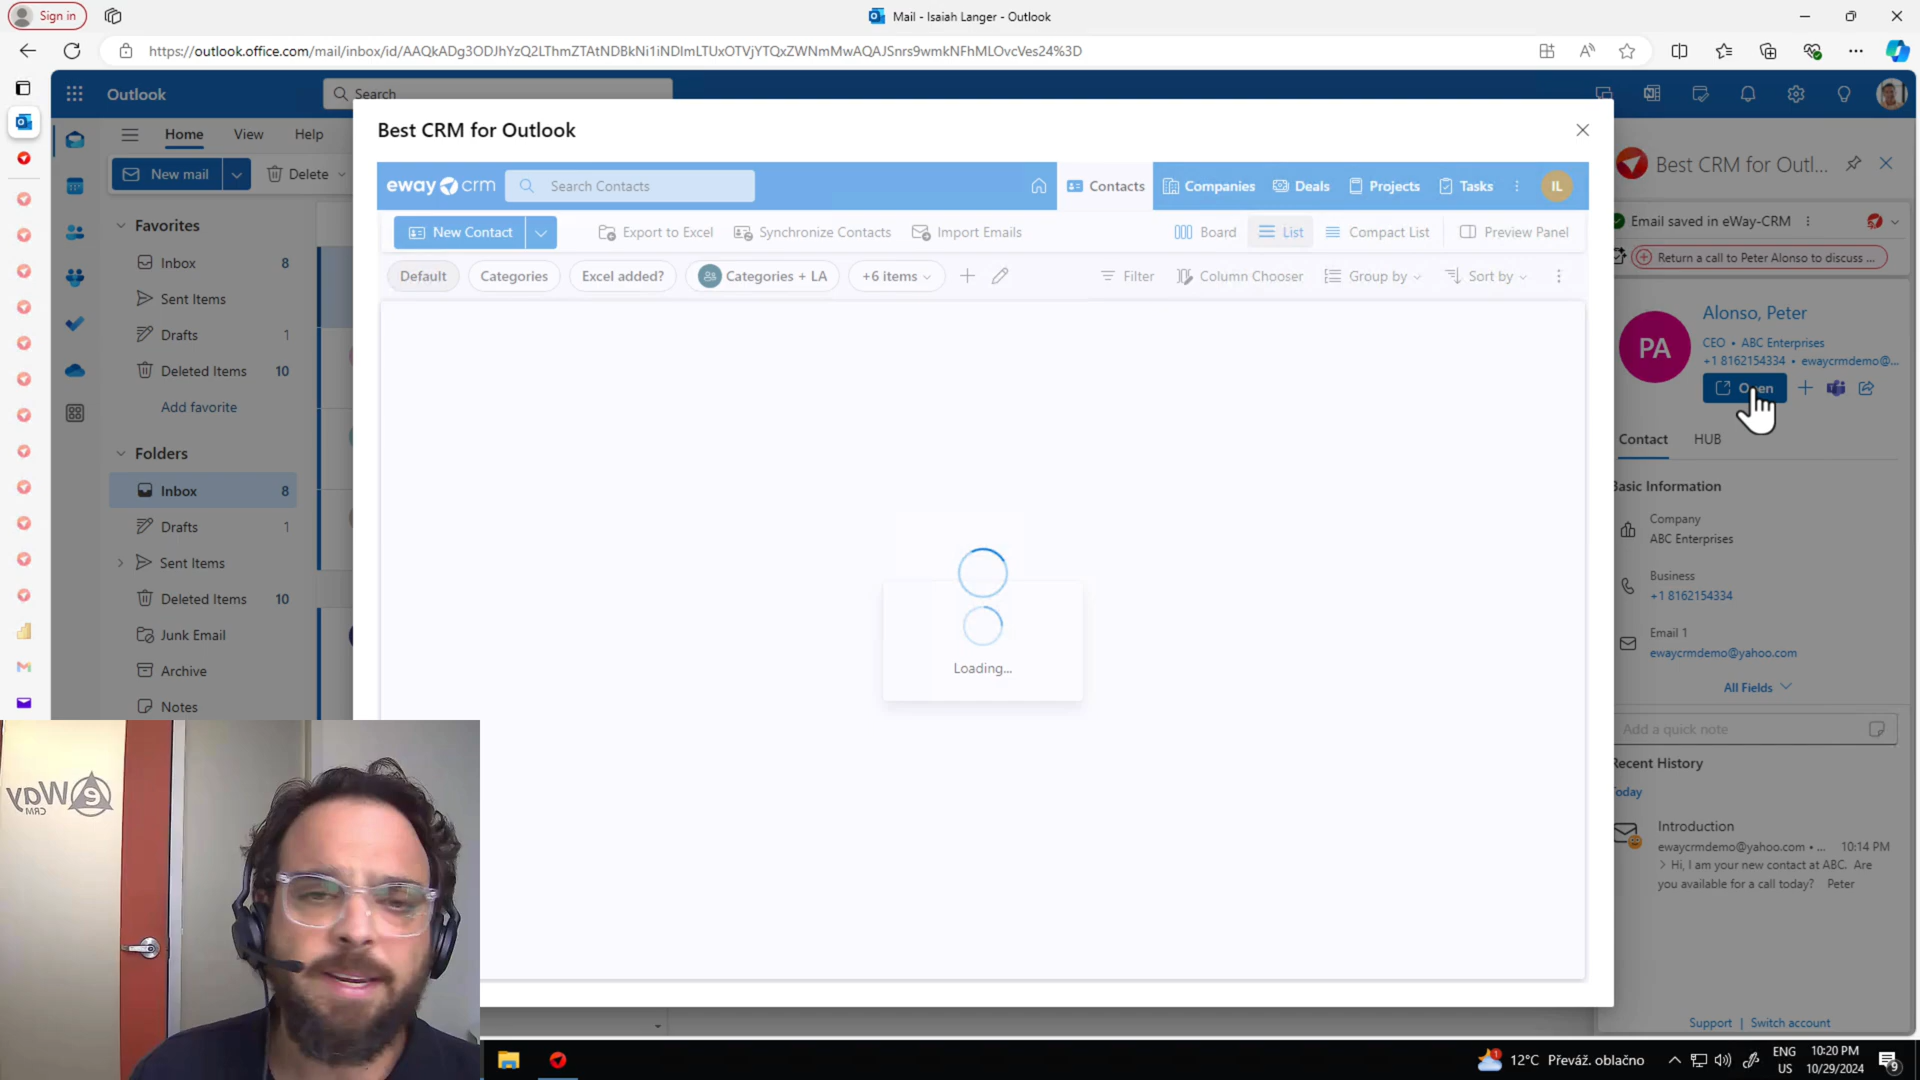 Sign in
Mail - Isaiah Langer - Outlook
https://outlook.office.com/mail/inbox/id/AAQkADg3ODJhYzQ2LThmZTAtNDBkNi1iNDlmLTUxOTVjYTQxZWNmMwAQAJSnrs9wmkNFhMLOvcVes24%3D
Outlook
Search
Home View Help
New mail
Delete
Favorites
Inbox 8
Sent Items
Drafts 1
Deleted Items 10
Add favorite
Folders
Inbox 8
Drafts 1
Sent Items
Deleted Items 10
Junk Email
Archive
Notes
Best CRM for Outlook
eway crm
Search Contacts
Contacts Companies Deals Projects Tasks
IL
New Contact
Export to Excel Synchronize Contacts Import Emails
Board List Compact List Preview Panel
Default Categories Excel added? Categories + LA +6 items
Filter Column Chooser Group by Sort by
Loading...
Best CRM for Outl...
Email saved in eWay-CRM
Return a call to Peter Alonso to discuss ...
PA
Alonso, Peter
CEO • ABC Enterprises
+1 8162154334 • ewaycrmdemo@...
Open
Contact HUB
Basic Information
Company
ABC Enterprises
Business
+1 8162154334
Email 1
ewaycrmdemo@yahoo.com
All Fields
Add a quick note
Recent History
Today
Introduction
ewaycrmdemo@yahoo.com • ... 10:14 PM
> Hi, I am your new contact at ABC. Are
you available for a call today? Peter
Support | Switch account
eWay
CRM
1
12°C Převáž. oblačno
ENG
US
10:20 PM
10/29/2024
9